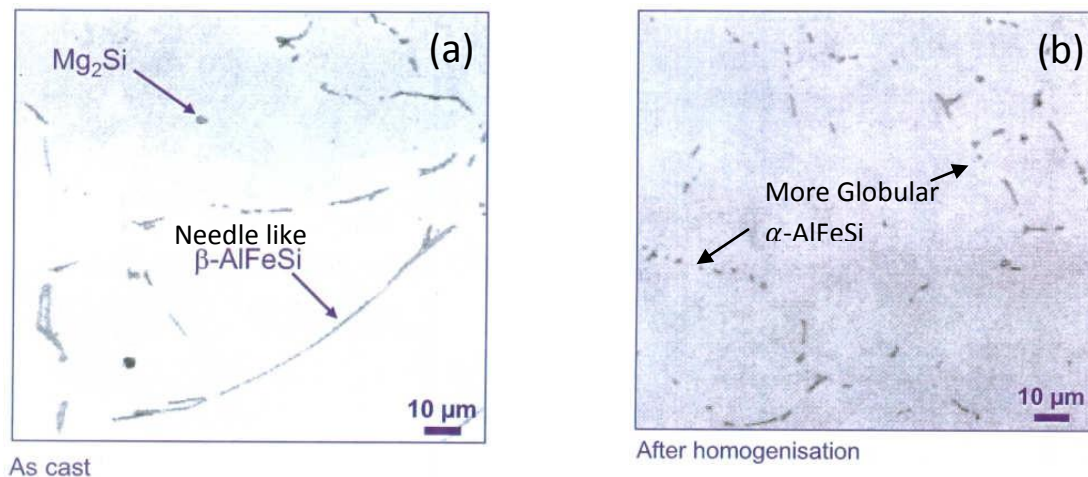 (a)
Mg₂Si
Needle like
β-AlFeSi
10 μm
As cast
(b)
More Globular
α-AlFeSi
10 μm
After homogenisation